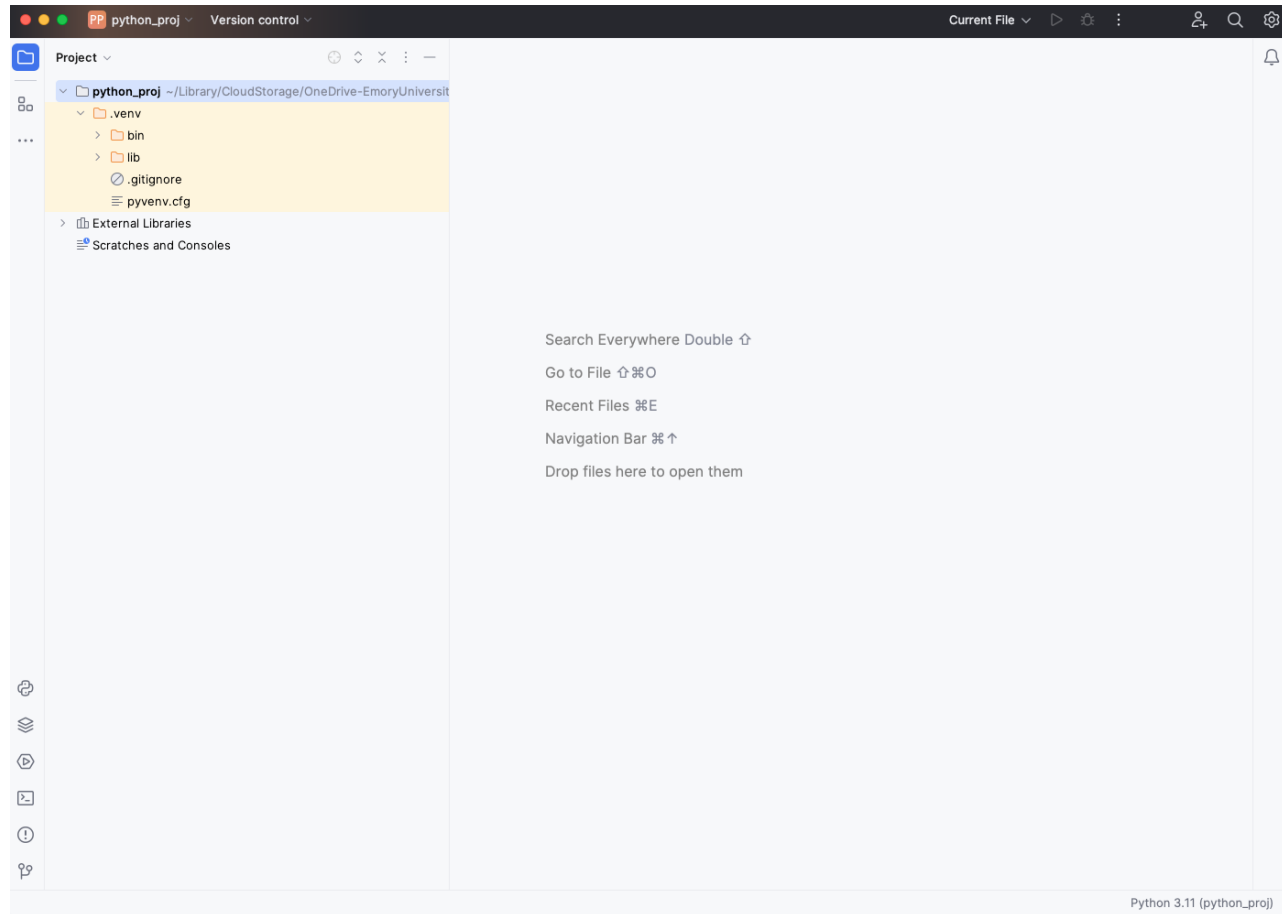 PP python_proj Version control Current File
Project
python_proj ~/Library/CloudStorage/OneDrive-EmoryUniversit
.venv
bin
lib
.gitignore
pyvenv.cfg
External Libraries
Scratches and Consoles
Search Everywhere Double ⇧
Go to File ⇧⌘O
Recent Files ⌘E
Navigation Bar ⌘↑
Drop files here to open them
Python 3.11 (python_proj)